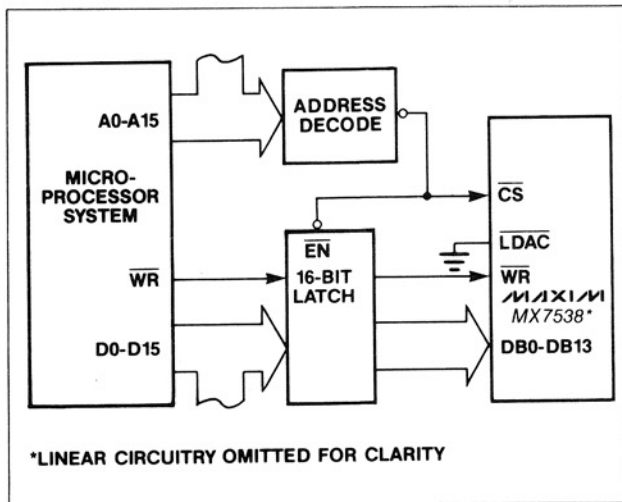 A0-A15
MICRO-
PROCESSOR
SYSTEM
WR
D0-D15
ADDRESS
DECODE
EN
16-BIT
LATCH
CS
LDAC
WR
MAXIM
MX7538*
DB0-DB13
*LINEAR CIRCUITRY OMITTED FOR CLARITY